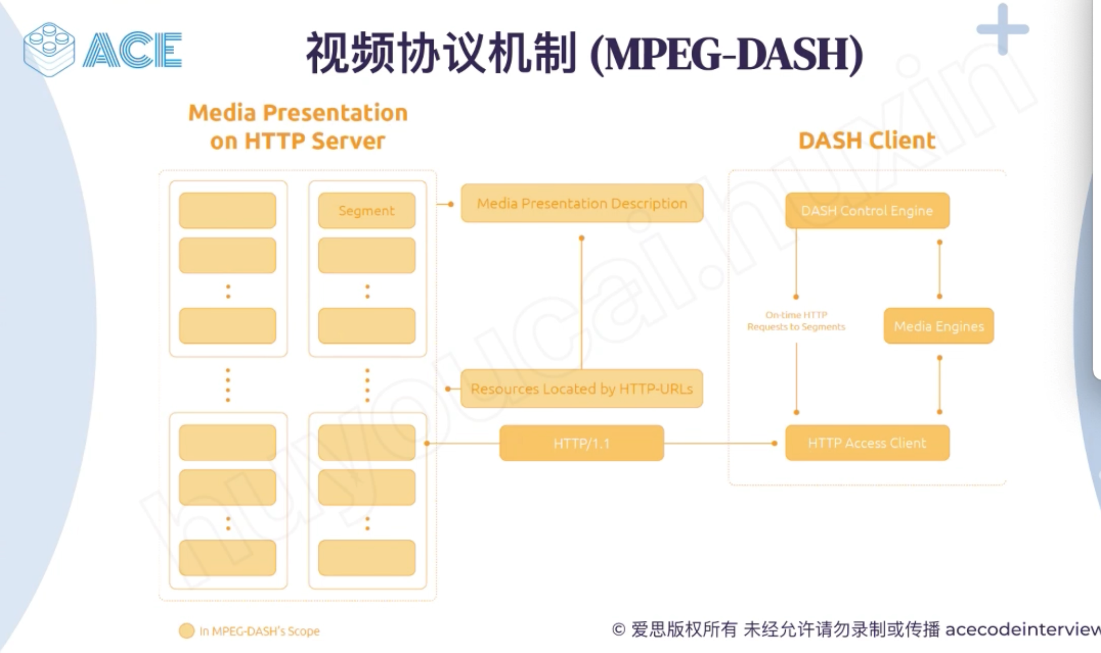 ACE
视频协议机制 (MPEG-DASH)
Media Presentation
on HTTP Server
DASH Client
Segment
Media Presentation Description
DASH Control Engine
On-time HTTP
Requests to Segments
Media Engines
Resources Located by HTTP-URLs
HTTP/1.1
HTTP Access Client
In MPEG-DASH's Scope
© 爱思版权所有 未经允许请勿录制或传播 acecodeinterview
huyoucai.huxin